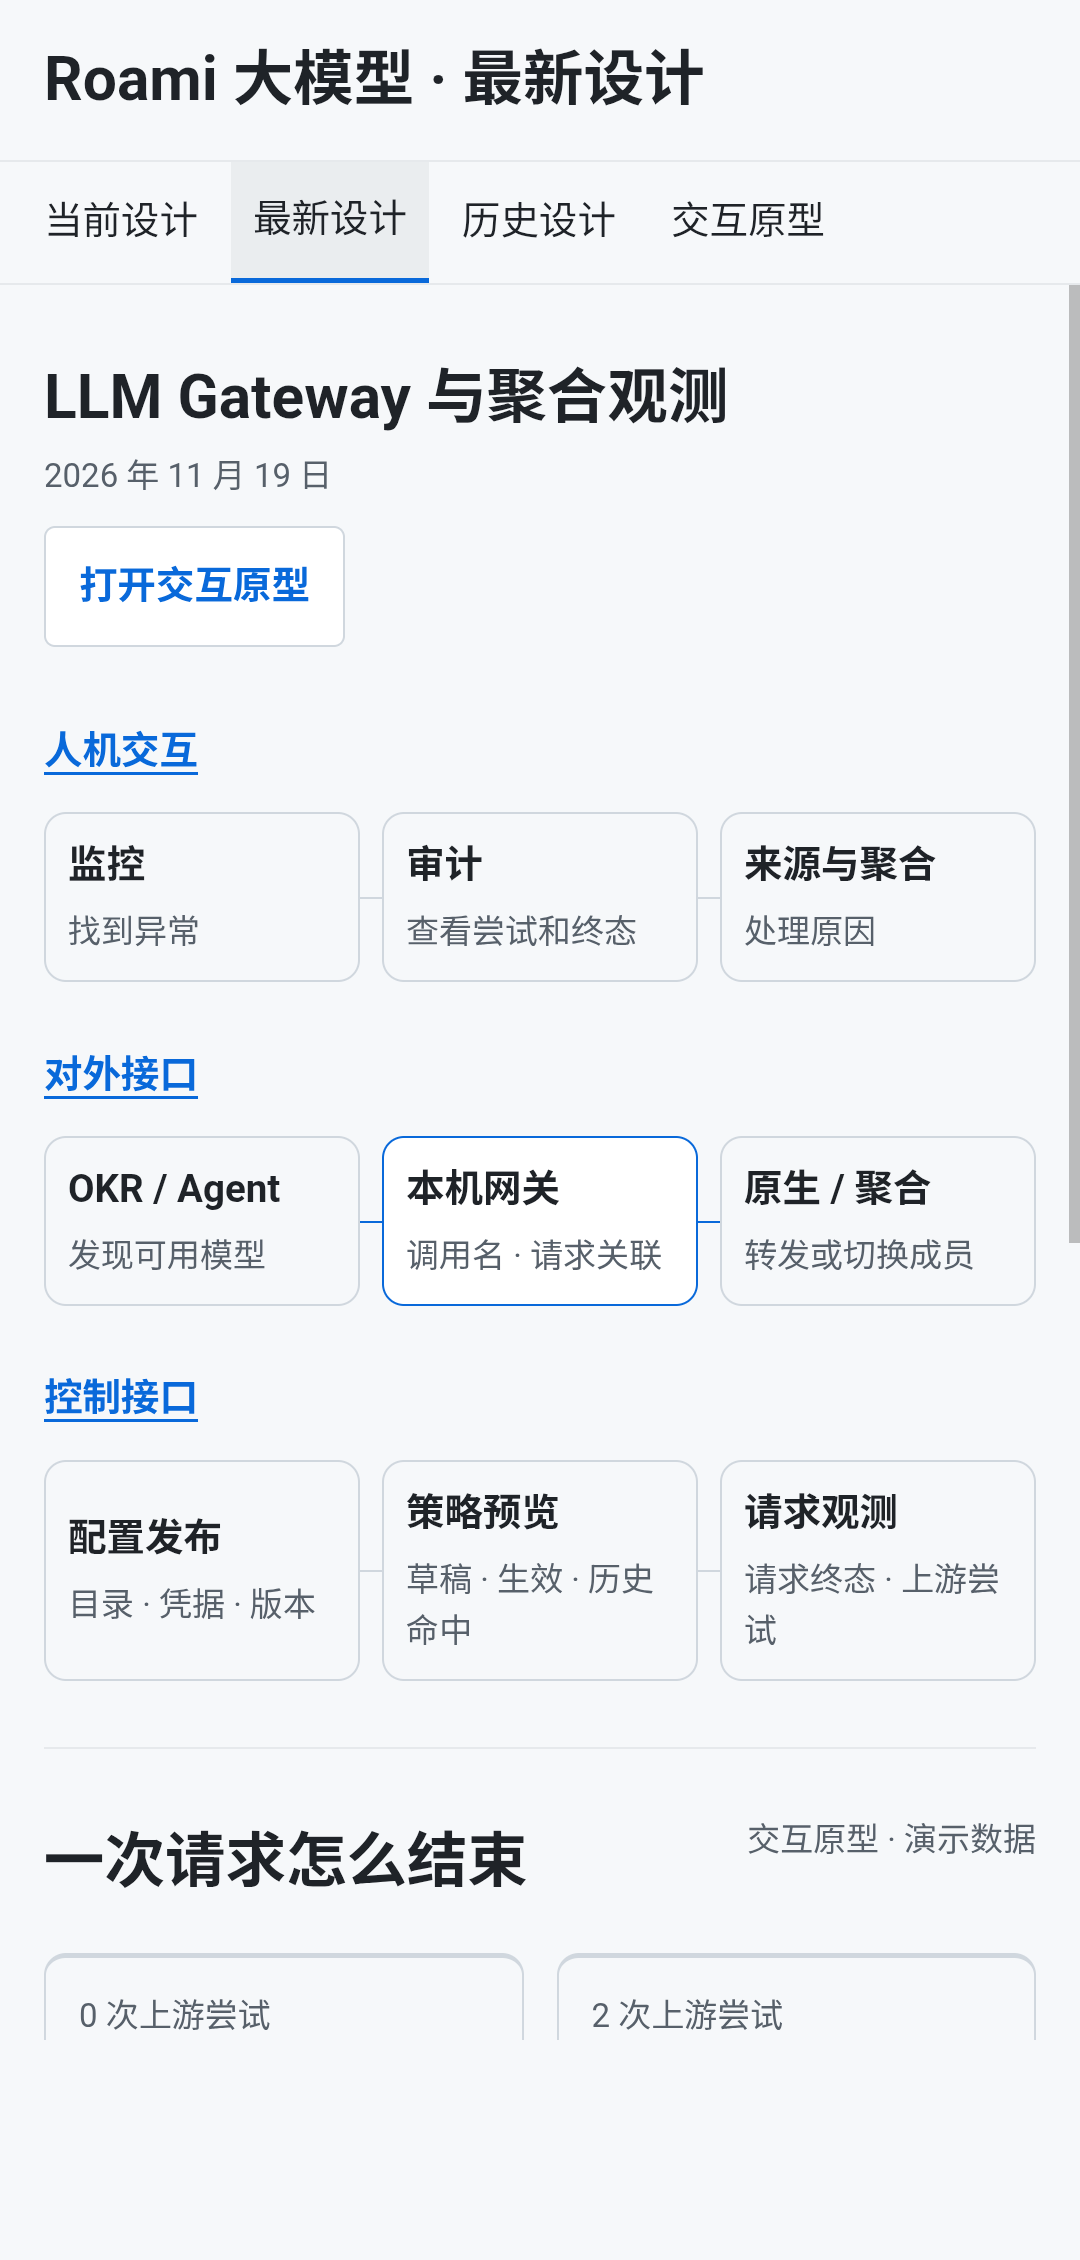 Roami 大模型 · 最新设计
当前设计
最新设计
历史设计
交互原型
LLM Gateway 与聚合观测
2026 年 11 月 19 日
打开交互原型
人机交互
监控
找到异常
审计
查看尝试和终态
来源与聚合
处理原因
对外接口
OKR / Agent
发现可用模型
本机网关
调用名 · 请求关联
原生 / 聚合
转发或切换成员
控制接口
配置发布
目录 · 凭据 · 版本
策略预览
草稿 · 生效 · 历史
命中
请求观测
请求终态 · 上游尝
试
一次请求怎么结束
交互原型 · 演示数据
0 次上游尝试
2 次上游尝试